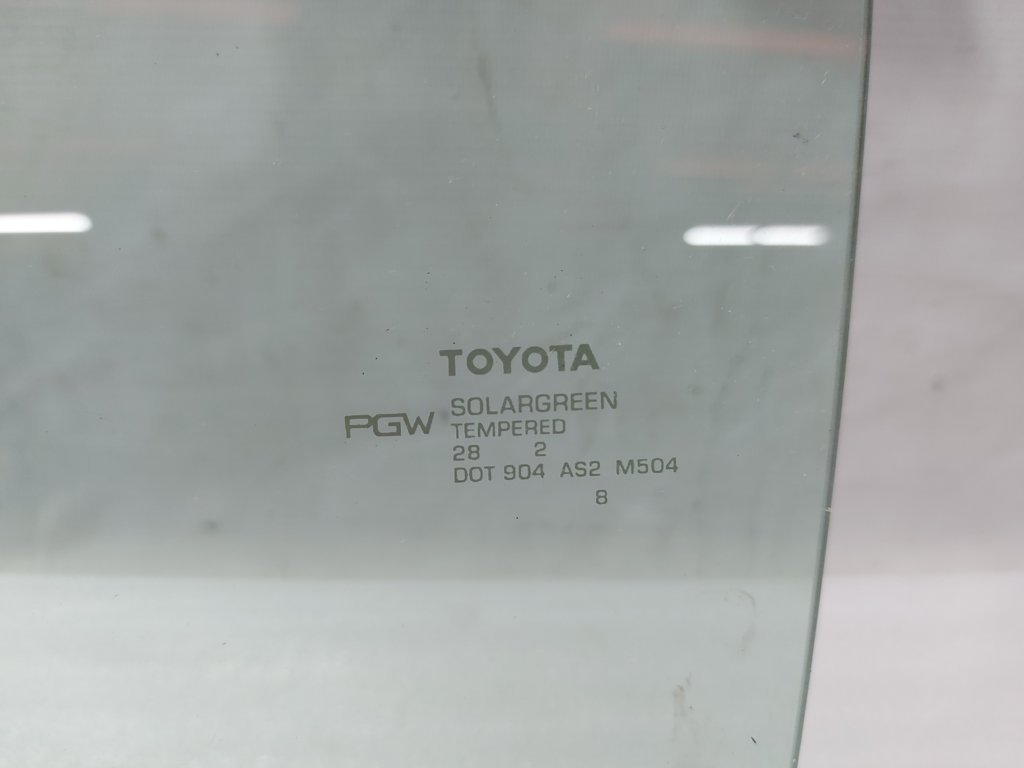 TOYOTA
PGW SOLARGREEN
TEMPERED
28 2
DOT 904 AS2 M504
8